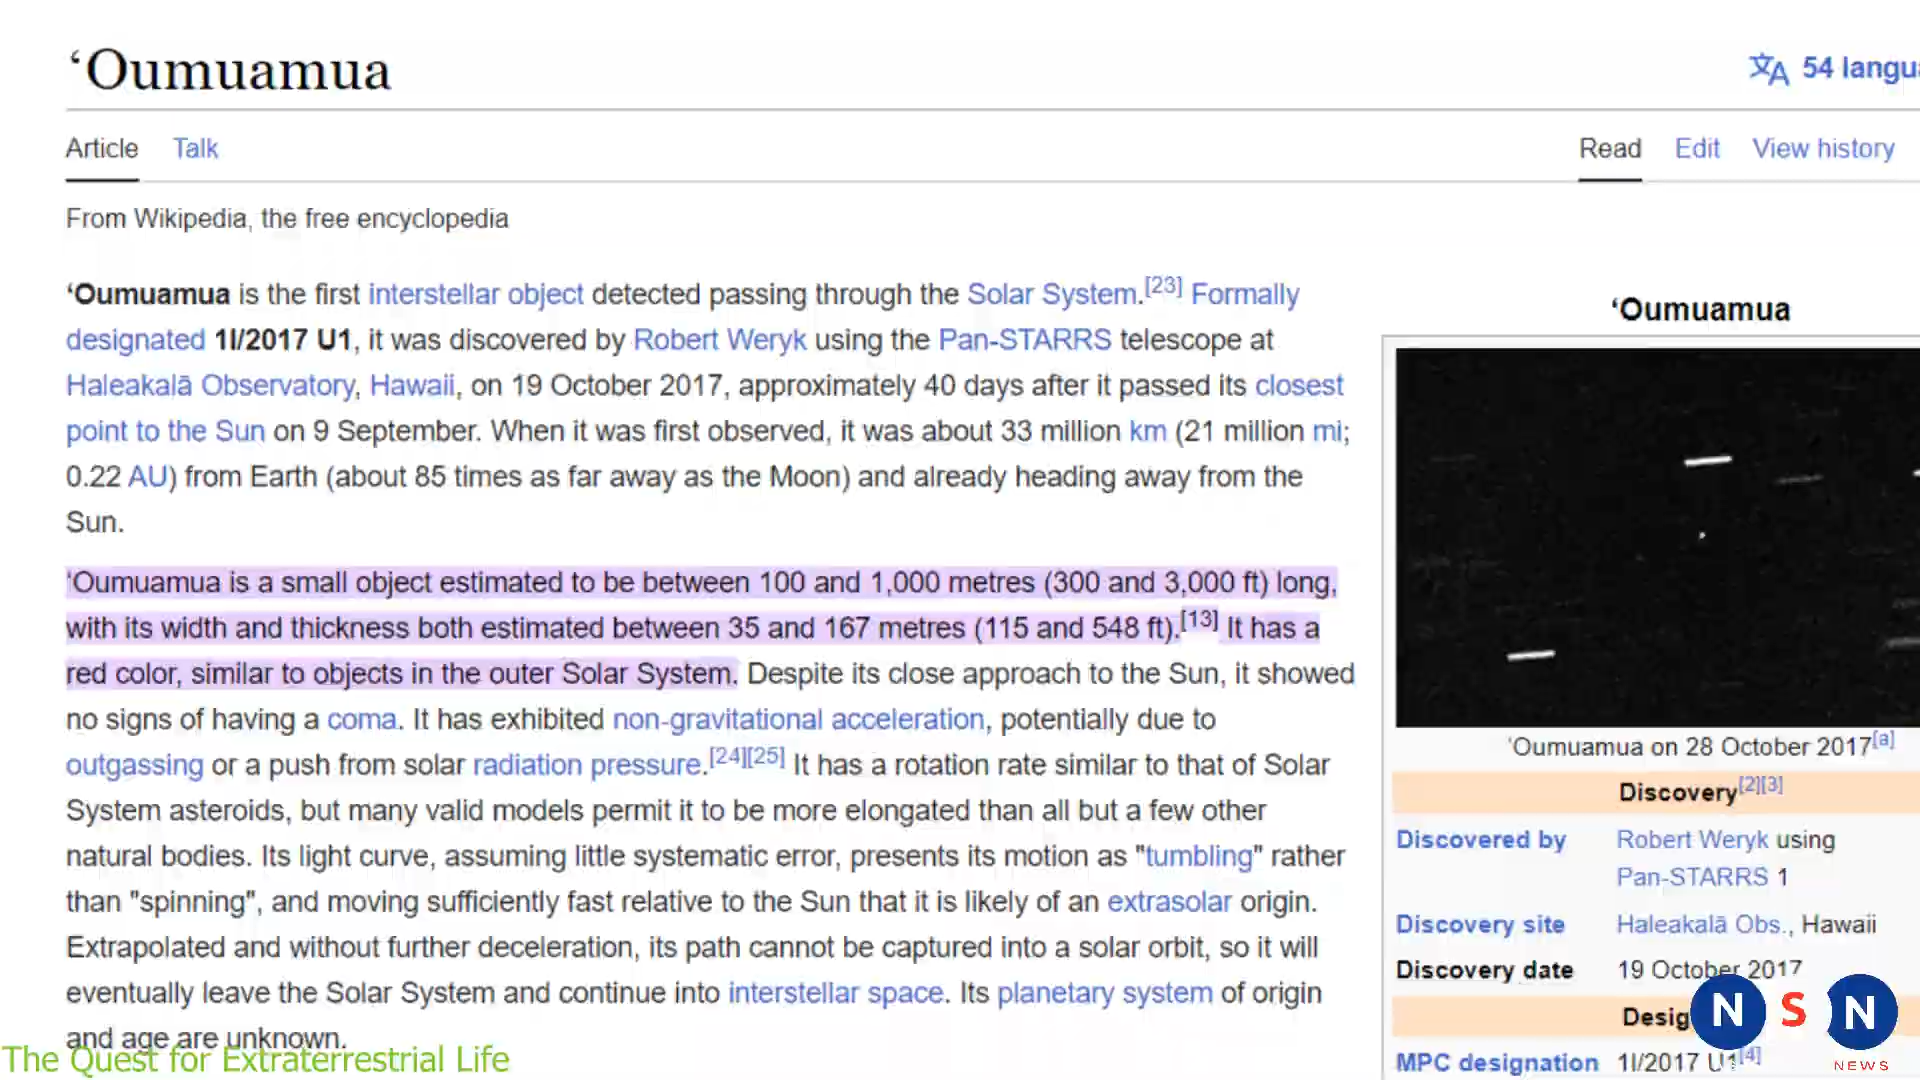 ʻOumuamua
54 langu
Article Talk
Read Edit View history
From Wikipedia, the free encyclopedia
ʻOumuamua is the first interstellar object detected passing through the Solar System.[23] Formally
designated 1I/2017 U1, it was discovered by Robert Weryk using the Pan-STARRS telescope at
Haleakalā Observatory, Hawaii, on 19 October 2017, approximately 40 days after it passed its closest
point to the Sun on 9 September. When it was first observed, it was about 33 million km (21 million mi;
0.22 AU) from Earth (about 85 times as far away as the Moon) and already heading away from the
Sun.
ʻOumuamua is a small object estimated to be between 100 and 1,000 metres (300 and 3,000 ft) long,
with its width and thickness both estimated between 35 and 167 metres (115 and 548 ft).[13] It has a
red color, similar to objects in the outer Solar System. Despite its close approach to the Sun, it showed
no signs of having a coma. It has exhibited non-gravitational acceleration, potentially due to
outgassing or a push from solar radiation pressure.[24][25] It has a rotation rate similar to that of Solar
System asteroids, but many valid models permit it to be more elongated than all but a few other
natural bodies. Its light curve, assuming little systematic error, presents its motion as "tumbling" rather
than "spinning", and moving sufficiently fast relative to the Sun that it is likely of an extrasolar origin.
Extrapolated and without further deceleration, its path cannot be captured into a solar orbit, so it will
eventually leave the Solar System and continue into interstellar space. Its planetary system of origin
and age are unknown.
ʻOumuamua
ʻOumuamua on 28 October 2017[a]
Discovery[2][3]
Discovered by Robert Weryk using
Pan-STARRS 1
Discovery site Haleakalā Obs., Hawaii
Discovery date 19 October 2017
Desig
MPC designation 1I/2017 U1[4]
The Quest for Extraterrestrial Life
N S N
NEWS